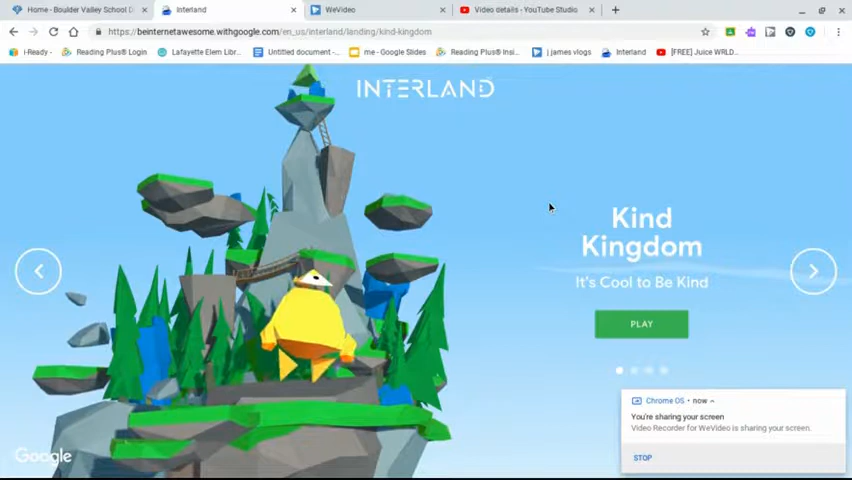 Home - Boulder Valley School D
Interland
WeVideo
Video details - YouTube Studio
https://beinternetawesome.withgoogle.com/en_us/interland/landing/kind-kingdom
i-Ready -
Reading Plus® Login
Lafayette Elem Libr...
Untitled document...
me - Google Slides
Reading Plus® Insi...
j james vlogs
Interland
[FREE] Juice WRLD...
INTERLAND
Kind
Kingdom
It's Cool to Be Kind
PLAY
Chrome OS • now
You're sharing your screen
Video Recorder for WeVideo is sharing your screen.
STOP
Google